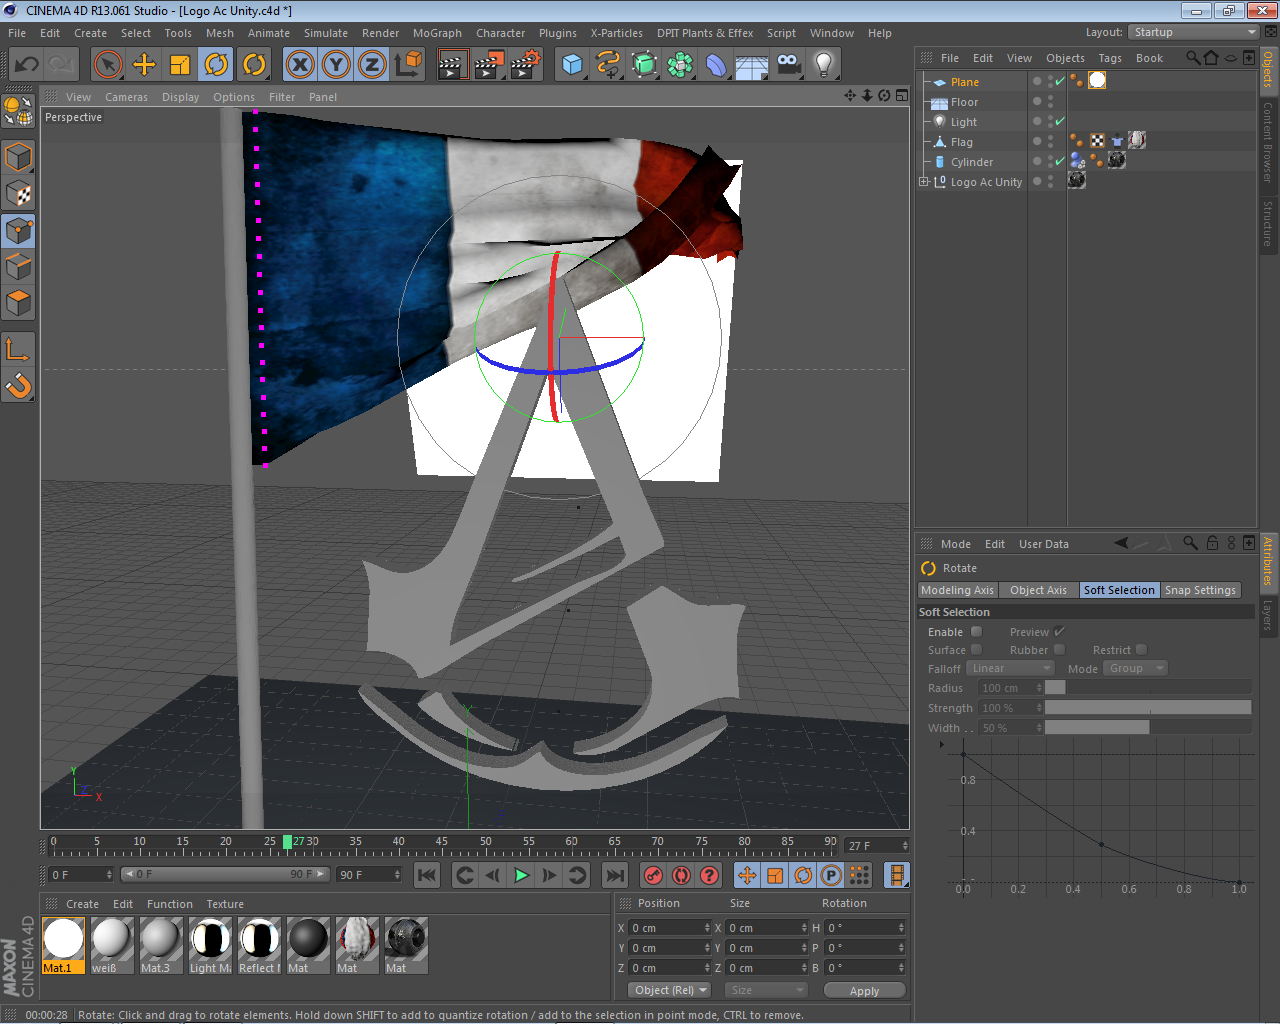 CINEMA 4D R13.061 Studio - [Logo Ac Unity.c4d *]
File Edit Create Select Tools Mesh Animate Simulate Render MoGraph Character Plugins X-Particles DPIT Plants & Effex Script Window Help
Layout: Startup
X Y Z
File Edit View Objects Tags Book
Plane
Floor
Light
Flag
Cylinder
Logo Ac Unity
Objects
Content Browser
Structure
View Cameras Display Options Filter Panel
Perspective
Y
Z
X
Y
Mode Edit User Data
Rotate
Modeling Axis Object Axis Soft Selection Snap Settings
Soft Selection
Enable Preview
Surface Rubber Restrict
Falloff Linear Mode Group
Radius 100 cm
Strength 100 %
Width . . 50 %
0.8
0.4
0.0 0.2 0.4 0.6 0.8 1.0
Attributes
Layers
0 5 10 15 20 25 27 30 35 40 45 50 55 60 65 70 75 80 85 90
27 F
0 F 0 F 90 F 90 F
P
Create Edit Function Texture
Mat.1 weiß Mat.3 Light Ma Reflect M Mat Mat Mat
Position Size Rotation
X 0 cm X 0 cm H 0 °
Y 0 cm Y 0 cm P 0 °
Z 0 cm Z 0 cm B 0 °
Object (Rel) Size Apply
MAXON
CINEMA 4D
00:00:28 Rotate: Click and drag to rotate elements. Hold down SHIFT to add to quantize rotation / add to the selection in point mode, CTRL to remove.